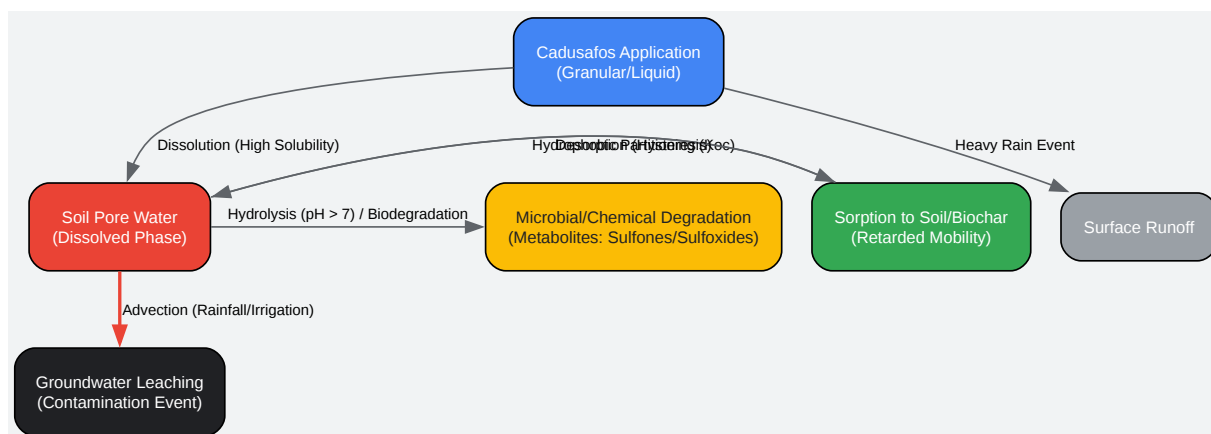 Cadusafos Application
(Granular/Liquid)
Dissolution (High Solubility)
Heavy Rain Event
Soil Pore Water
(Dissolved Phase)
Hydrolysis (pH > 7) / Biodegradation
Microbial/Chemical Degradation
(Metabolites: Sulfones/Sulfoxides)
Sorption to Soil/Biochar
(Retarded Mobility)
Surface Runoff
Advection (Rainfall/Irrigation)
Groundwater Leaching
(Contamination Event)